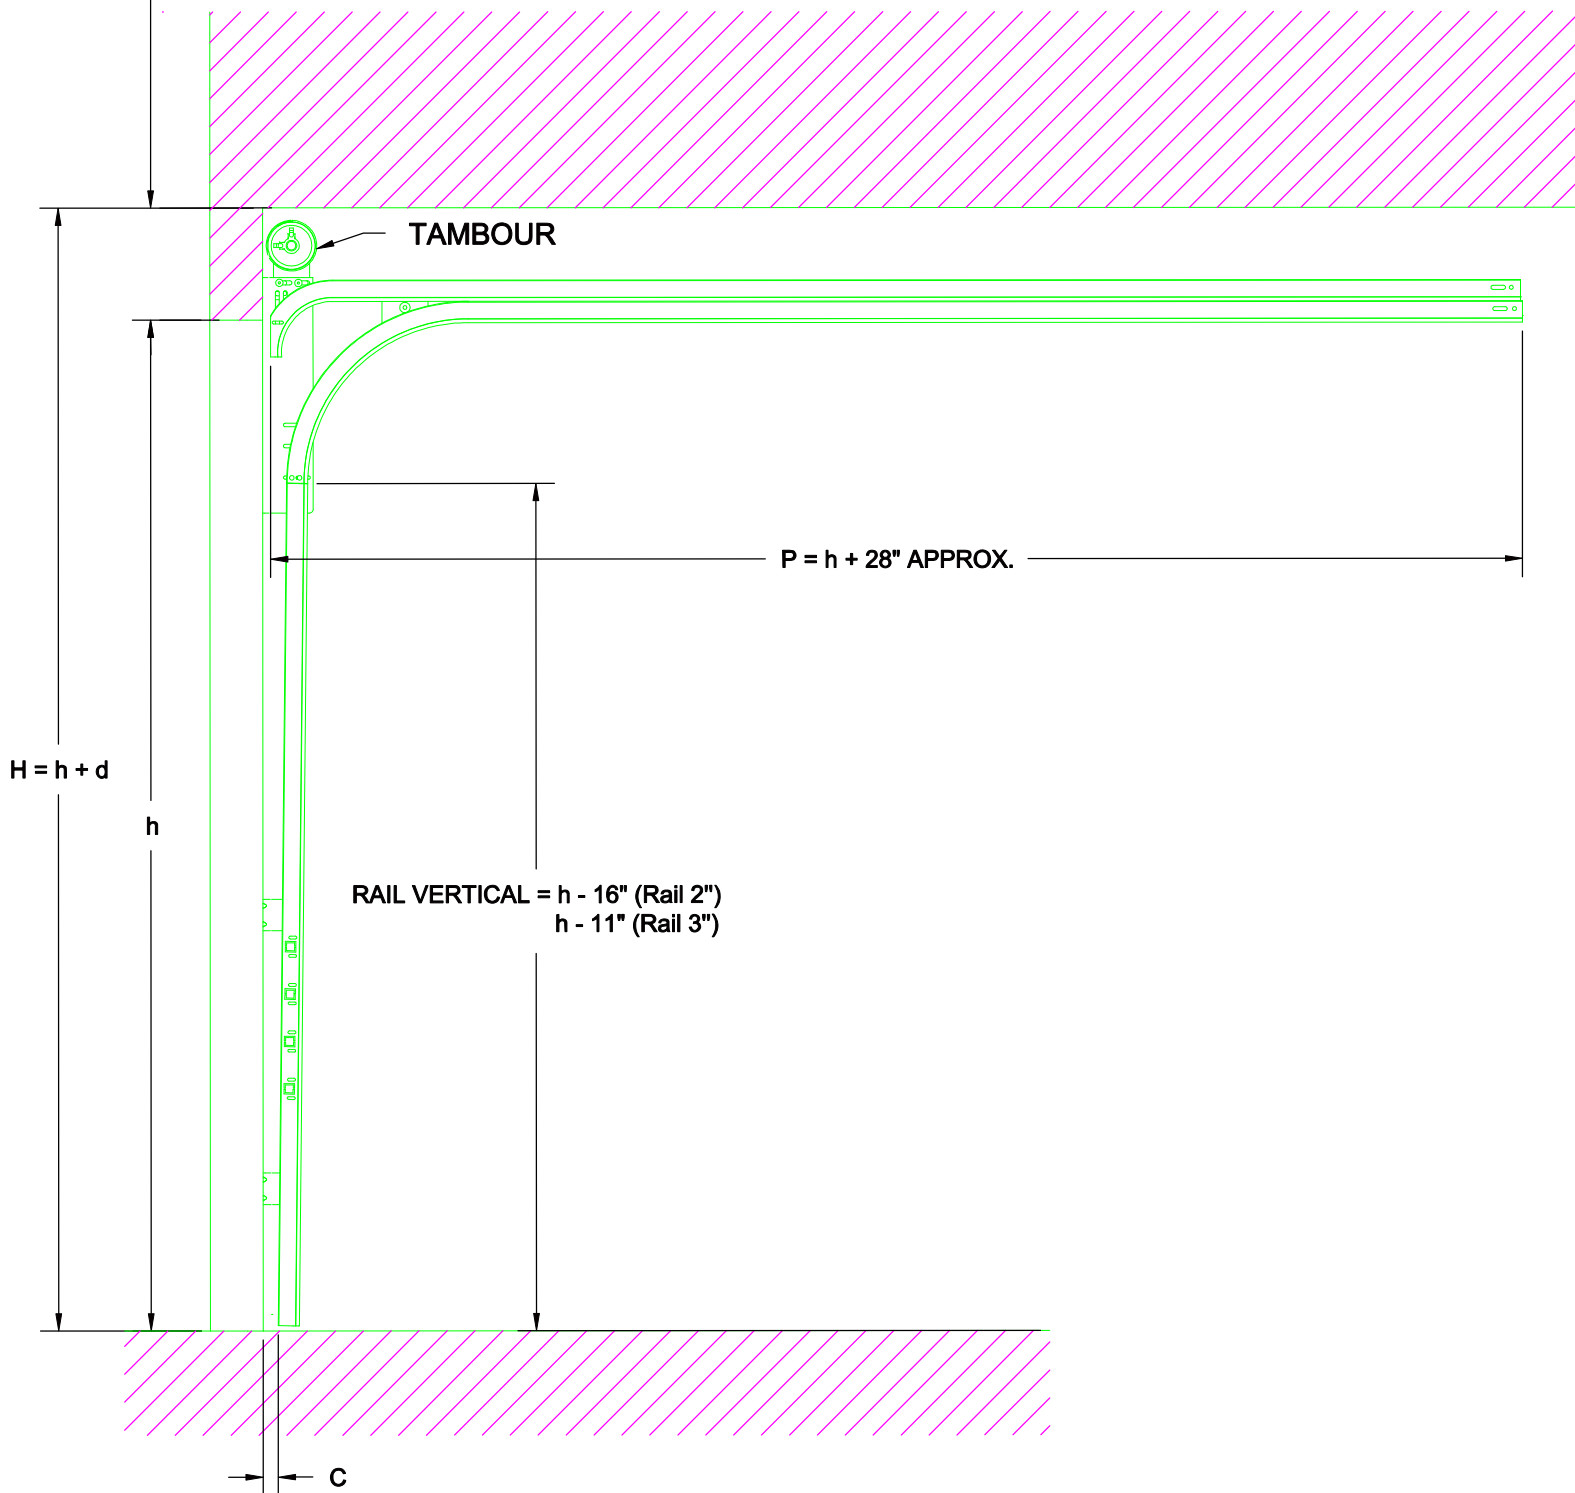 TAMBOUR
P = h + 28" APPROX.
H = h + d
h
RAIL VERTICAL = h - 16" (Rail 2")
h - 11" (Rail 3")
C